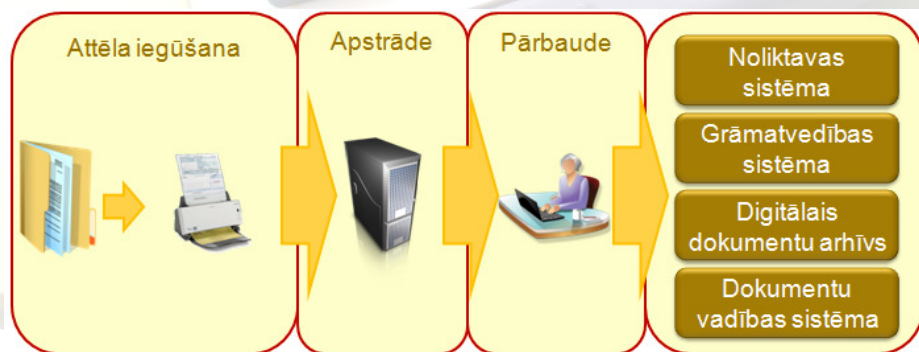 Attēla iegūšana
Apstrāde
Pārbaude
Noliktavas
sistēma
Grāmatvedības
sistēma
Digitālais
dokumentu arhīvs
Dokumentu
vadības sistēma